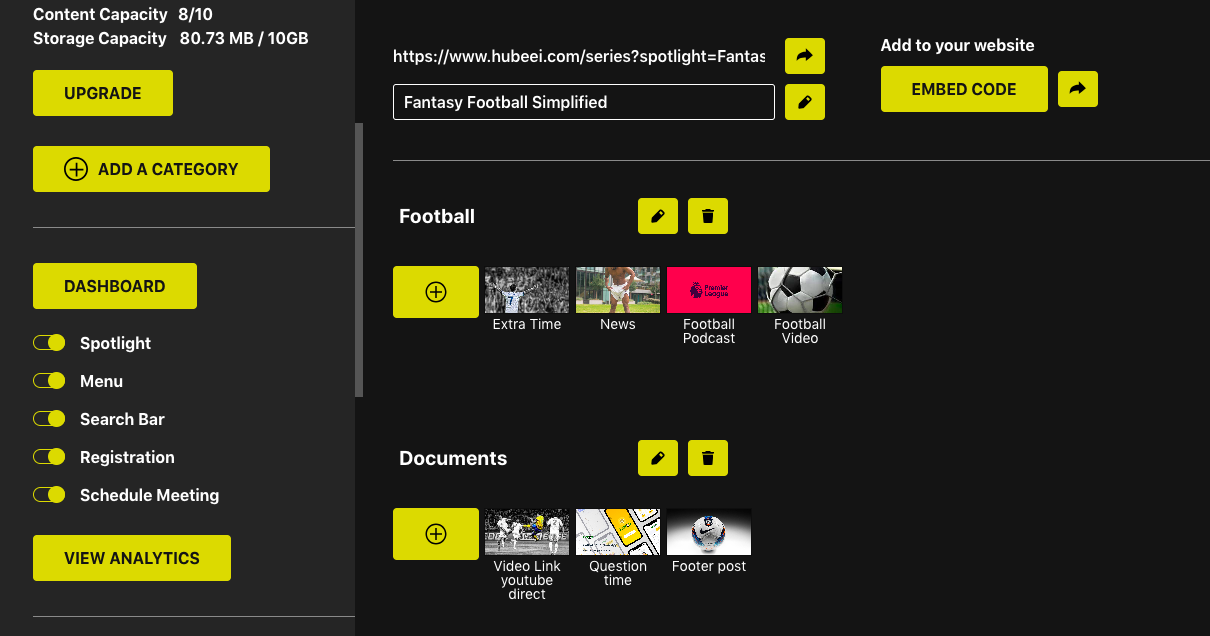 Content Capacity 8/10
Storage Capacity 80.73 MB / 10GB
UPGRADE
ADD A CATEGORY
DASHBOARD
Spotlight
Menu
Search Bar
Registration
Schedule Meeting
VIEW ANALYTICS
https://www.hubeei.com/series?spotlight=Fantas
Fantasy Football Simplified
Add to your website
EMBED CODE
Football
7
Premier
League
Extra Time
News
Football
Podcast
Football
Video
Documents
Video Link
youtube
direct
Question
time
Footer post